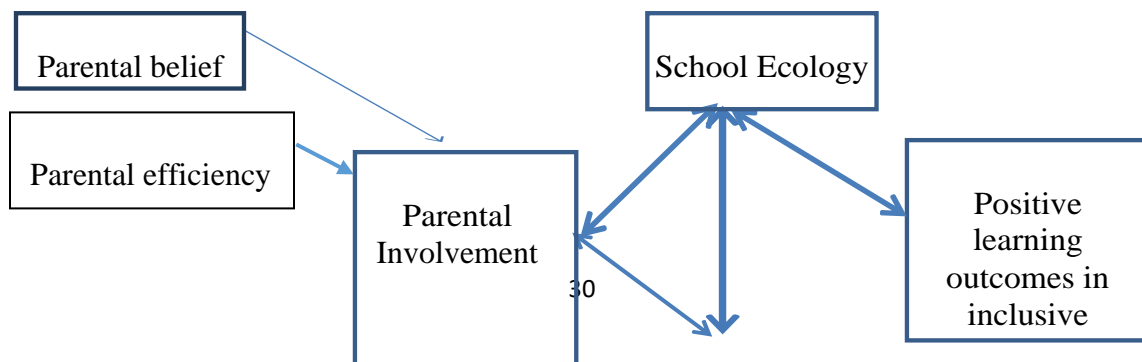 Parental belief
School Ecology
Parental efficiency
Parental
Involvement
30
Positive
learning
outcomes in
inclusive